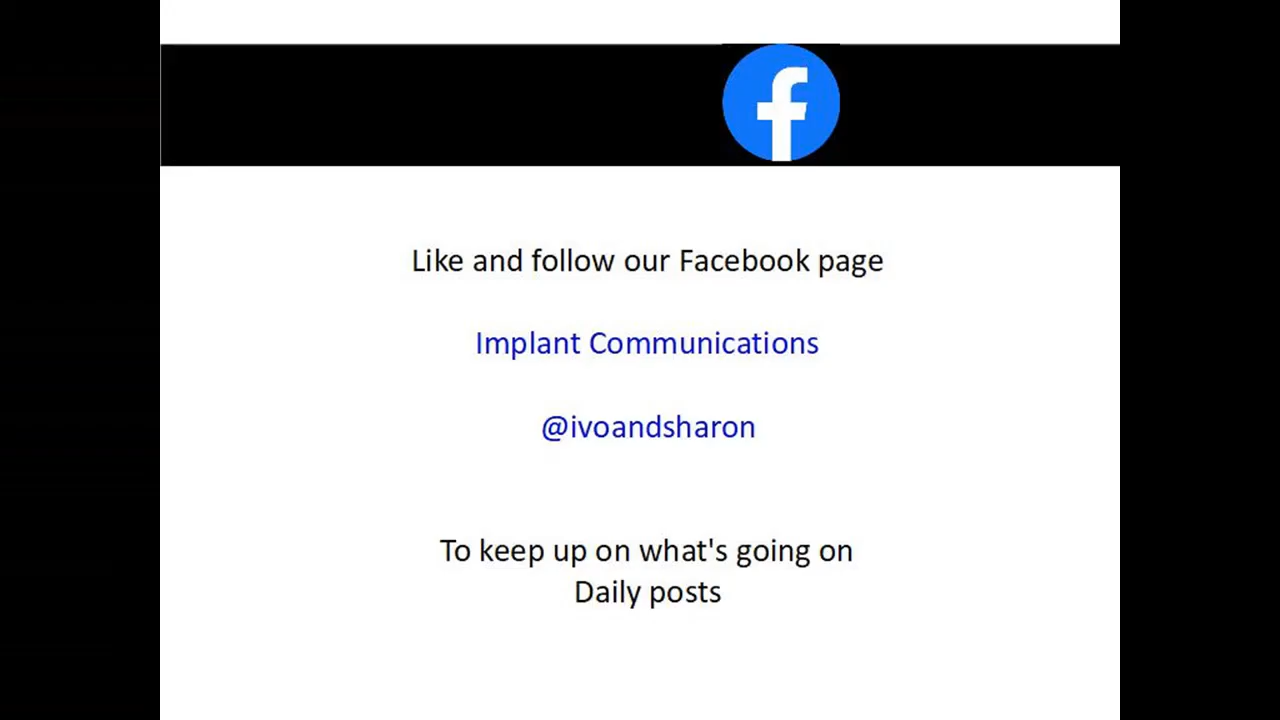 Like and follow our Facebook page
Implant Communications
@ivoandsharon
To keep up on what's going on
Daily posts